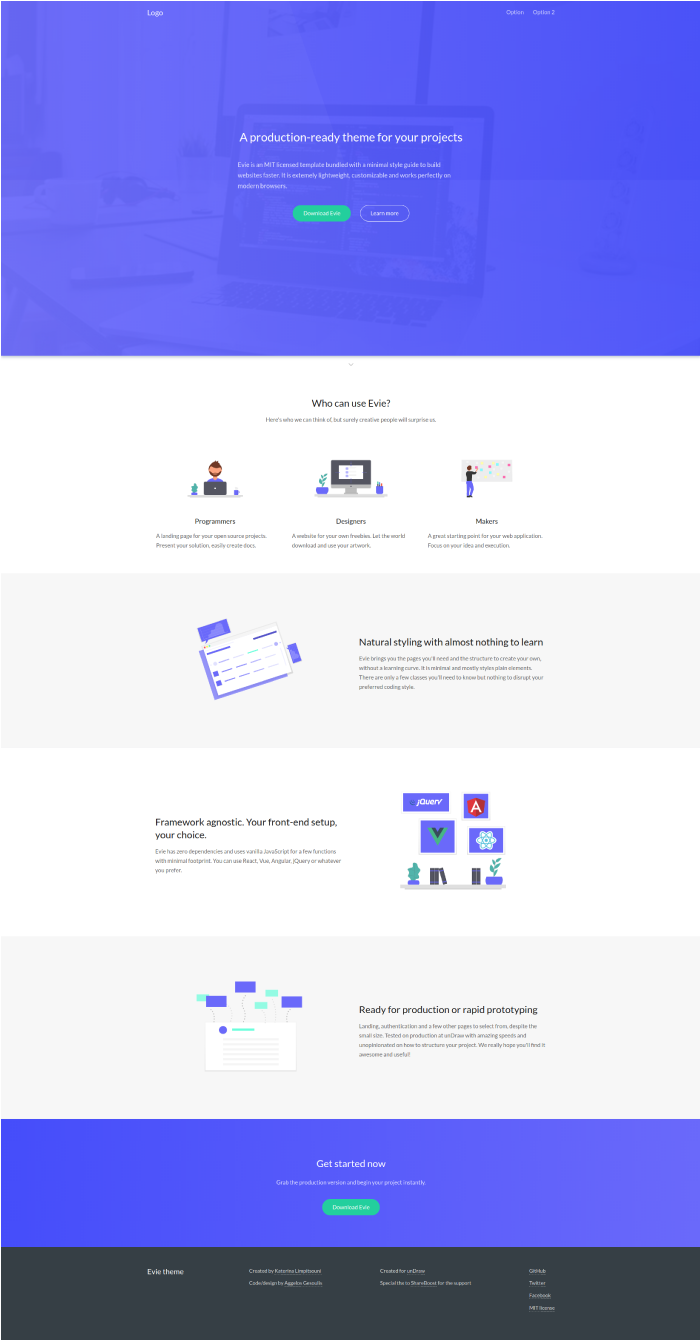 Logo
Option Option 2
A production-ready theme for your projects
Evie is an MIT licensed template bundled with a minimal style guide to build
websites faster. It is extemely lightweight, customizable and works perfectly on
modern browsers.
Download Evie Learn more
Who can use Evie?
Here's who we can think of, but surely creative people will surprise us.
Programmers
A landing page for your open source projects.
Present your solution, easily create docs.
Designers
A website for your own freebies. Let the world
download and use your artwork.
Makers
A great starting point for your web application.
Focus on your idea and execution.
Natural styling with almost nothing to learn
Evie brings you the pages you'll need and the structure to create your own,
without a learning curve. It is minimal and mostly styles plain elements.
There are only a few classes you'll need to know but nothing to disrupt your
preferred coding style.
Framework agnostic. Your front-end setup,
your choice.
Evie has zero dependencies and uses vanilla JavaScript for a few functions
with minimal footprint. You can use React, Vue, Angular, jQuery or whatever
you prefer.
jQuery
A
Ready for production or rapid prototyping
Landing, authentication and a few other pages to select from, despite the
small size. Tested on production at unDraw with amazing speeds and
unopinionated on how to structure your project. We really hope you'll find it
awesome and useful!
Get started now
Grab the production version and begin your project instantly.
Download Evie
Evie theme
Created by Katerina Limpitsouni
Code/design by Aggelos Gesoulis
Created for unDraw
Special thx to ShareBoost for the support
GitHub
Twitter
Facebook
MIT license